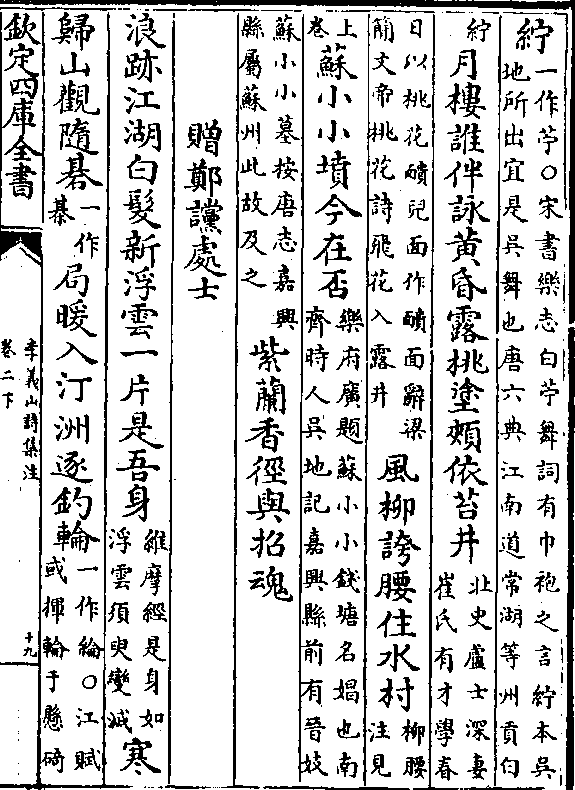 紵一作苧○宋書樂志白苧舞詞有巾袍之言紵本吳地所出宜是吳舞也唐六典江南道常湖等州貢白
紵月樓誰伴詠黄昏露桃塗頰依苔井北史盧士深妻崔氏有才學春
日以桃花靧兒面作靧面辭梁簡文帝桃花詩飛花入露井風柳誇腰住水村柳腰注見
上卷蘇小小墳今在否樂府廣題蘇小小錢塘名娼也南齊時人吳地記嘉興縣前有晉妓
蘇小小墓按唐志嘉興縣屬蘇州此故及之紫蘭香徑與招魂
贈鄭讜處士
浪跡江湖白髮新浮雲一片是吾身維摩經是身如浮雲須臾變滅寒
歸山觀隨碁一作棊局暖入汀洲逐釣輪一作綸○江賦或揮輪于懸碕
欽定四庫全書
李義山詩集注
卷二下
十九